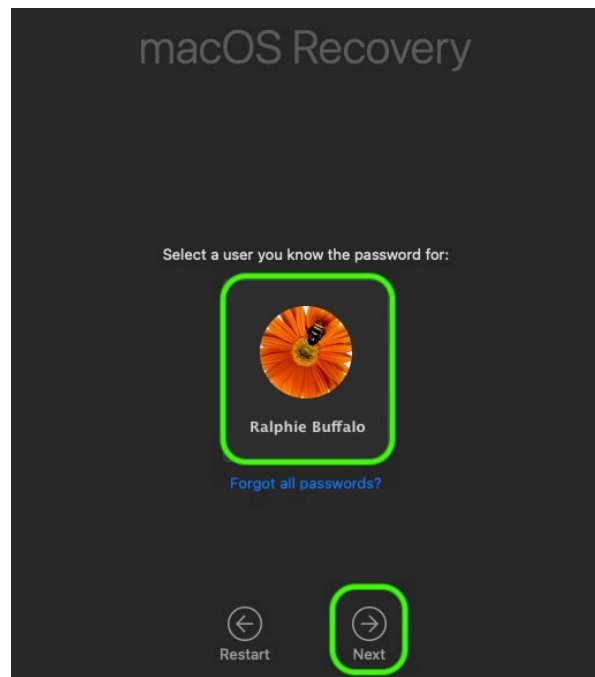 macOS Recovery
Select a user you know the password for:
Ralphie Buffalo
Forgot all passwords?
Restart
Next